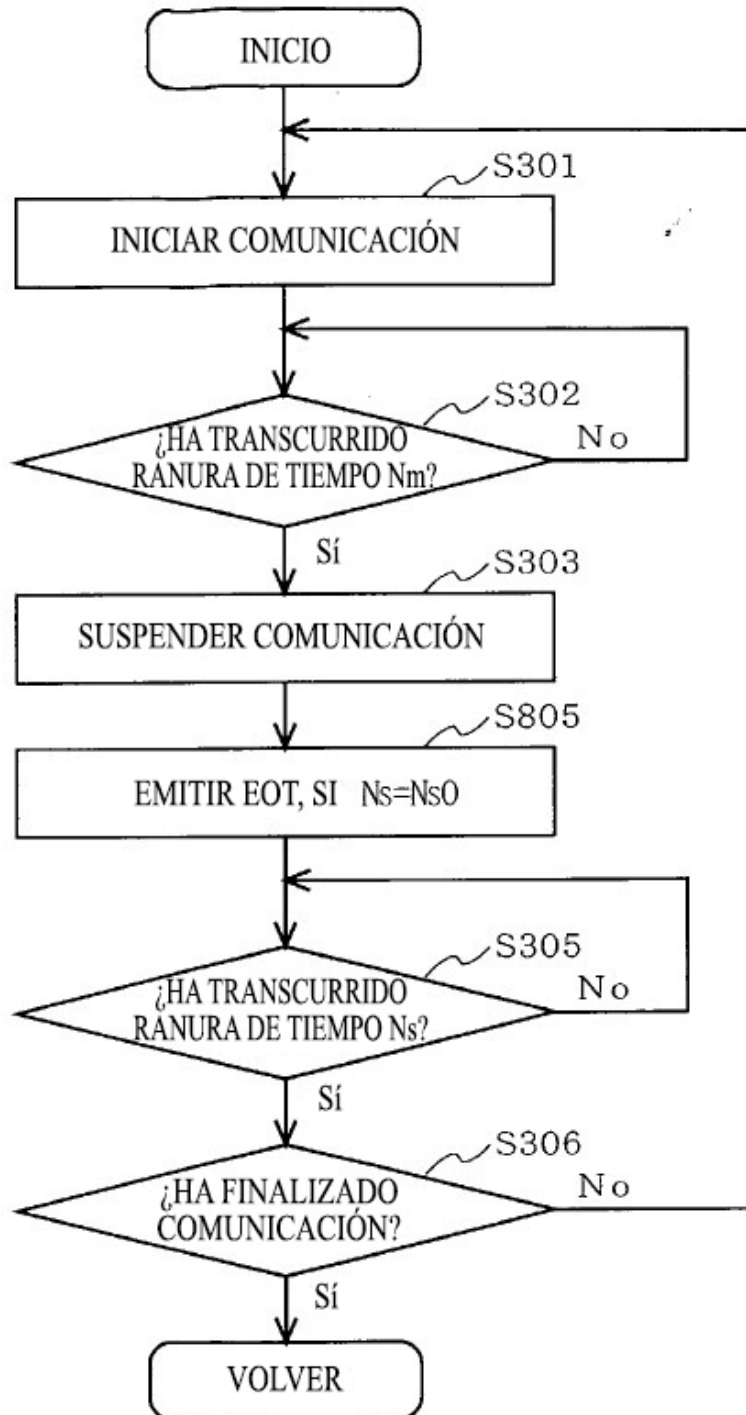 INICIO
S301
INICIAR COMUNICACIÓN
S302
¿HA TRANSCURRIDO
RANURA DE TIEMPO Nm?
No
Sí
S303
SUSPENDER COMUNICACIÓN
S805
EMITIR EOT, SI Ns=NsO
S305
¿HA TRANSCURRIDO
RANURA DE TIEMPO Ns?
No
Sí
S306
¿HA FINALIZADO
COMUNICACIÓN?
No
Sí
VOLVER